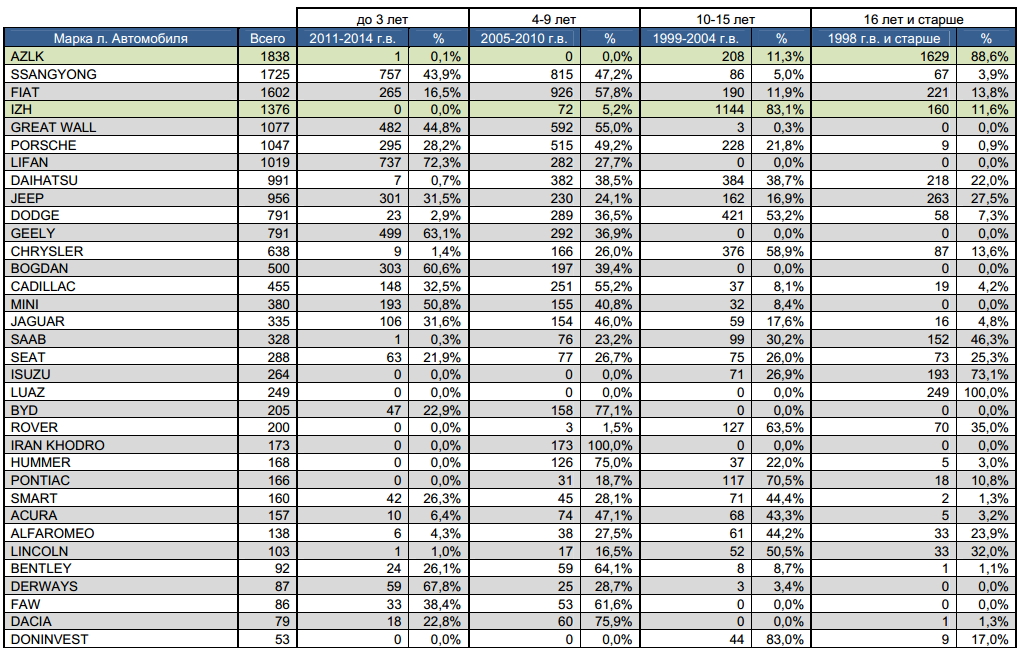 до 3 лет 4-9 лет 10-15 лет 16 лет и старше
Марка л. Автомобиля Всего 2011-2014 г.в. % 2005-2010 г.в. % 1999-2004 г.в. % 1998 г.в. и старше %
AZLK 1838 1 0,1% 0 0,0% 208 11,3% 1629 88,6%
SSANGYONG 1725 757 43,9% 815 47,2% 86 5,0% 67 3,9%
FIAT 1602 265 16,5% 926 57,8% 190 11,9% 221 13,8%
IZH 1376 0 0,0% 72 5,2% 1144 83,1% 160 11,6%
GREAT WALL 1077 482 44,8% 592 55,0% 3 0,3% 0 0,0%
PORSCHE 1047 295 28,2% 515 49,2% 228 21,8% 9 0,9%
LIFAN 1019 737 72,3% 282 27,7% 0 0,0% 0 0,0%
DAIHATSU 991 7 0,7% 382 38,5% 384 38,7% 218 22,0%
JEEP 956 301 31,5% 230 24,1% 162 16,9% 263 27,5%
DODGE 791 23 2,9% 289 36,5% 421 53,2% 58 7,3%
GEELY 791 499 63,1% 292 36,9% 0 0,0% 0 0,0%
CHRYSLER 638 9 1,4% 166 26,0% 376 58,9% 87 13,6%
BOGDAN 500 303 60,6% 197 39,4% 0 0,0% 0 0,0%
CADILLAC 455 148 32,5% 251 55,2% 37 8,1% 19 4,2%
MINI 380 193 50,8% 155 40,8% 32 8,4% 0 0,0%
JAGUAR 335 106 31,6% 154 46,0% 59 17,6% 16 4,8%
SAAB 328 1 0,3% 76 23,2% 99 30,2% 152 46,3%
SEAT 288 63 21,9% 77 26,7% 75 26,0% 73 25,3%
ISUZU 264 0 0,0% 0 0,0% 71 26,9% 193 73,1%
LUAZ 249 0 0,0% 0 0,0% 0 0,0% 249 100,0%
BYD 205 47 22,9% 158 77,1% 0 0,0% 0 0,0%
ROVER 200 0 0,0% 3 1,5% 127 63,5% 70 35,0%
IRAN KHODRO 173 0 0,0% 173 100,0% 0 0,0% 0 0,0%
HUMMER 168 0 0,0% 126 75,0% 37 22,0% 5 3,0%
PONTIAC 166 0 0,0% 31 18,7% 117 70,5% 18 10,8%
SMART 160 42 26,3% 45 28,1% 71 44,4% 2 1,3%
ACURA 157 10 6,4% 74 47,1% 68 43,3% 5 3,2%
ALFAROMEO 138 6 4,3% 38 27,5% 61 44,2% 33 23,9%
LINCOLN 103 1 1,0% 17 16,5% 52 50,5% 33 32,0%
BENTLEY 92 24 26,1% 59 64,1% 8 8,7% 1 1,1%
DERWAYS 87 59 67,8% 25 28,7% 3 3,4% 0 0,0%
FAW 86 33 38,4% 53 61,6% 0 0,0% 0 0,0%
DACIA 79 18 22,8% 60 75,9% 0 0,0% 1 1,3%
DONINVEST 53 0 0,0% 0 0,0% 44 83,0% 9 17,0%